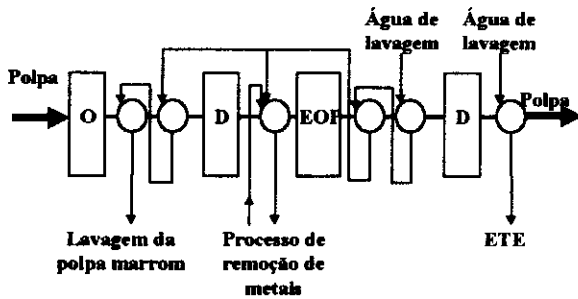 Água de
lavagem
Água de
lavagem
Polpa
Polpa
O
D
EOP
D
Lavagem da
polpa marrom
Processo de
remoção de
metais
ETE